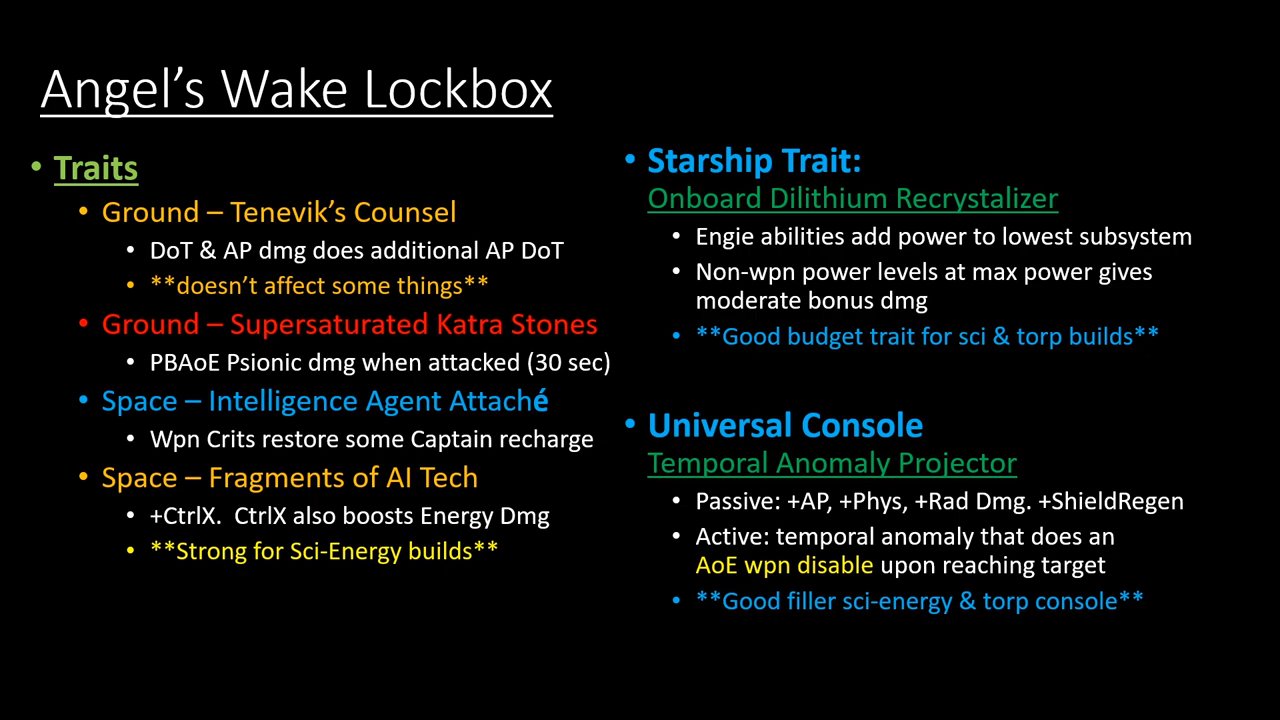 Angel’s Wake Lockbox
• Traits
• Ground – Tenevik’s Counsel
• DoT & AP dmg does additional AP DoT
• **doesn’t affect some things**
• Ground – Supersaturated Katra Stones
• PBAoE Psionic dmg when attacked (30 sec)
• Space – Intelligence Agent Attaché
• Wpn Crits restore some Captain recharge
• Space – Fragments of AI Tech
• +CtrlX.  CtrlX also boosts Energy Dmg
• **Strong for Sci-Energy builds**
• Starship Trait:
Onboard Dilithium Recrystalizer
• Engie abilities add power to lowest subsystem
• Non-wpn power levels at max power gives
moderate bonus dmg
• **Good budget trait for sci & torp builds**
• Universal Console
Temporal Anomaly Projector
• Passive: +AP, +Phys, +Rad Dmg. +ShieldRegen
• Active: temporal anomaly that does an
AoE wpn disable upon reaching target
• **Good filler sci-energy & torp console**